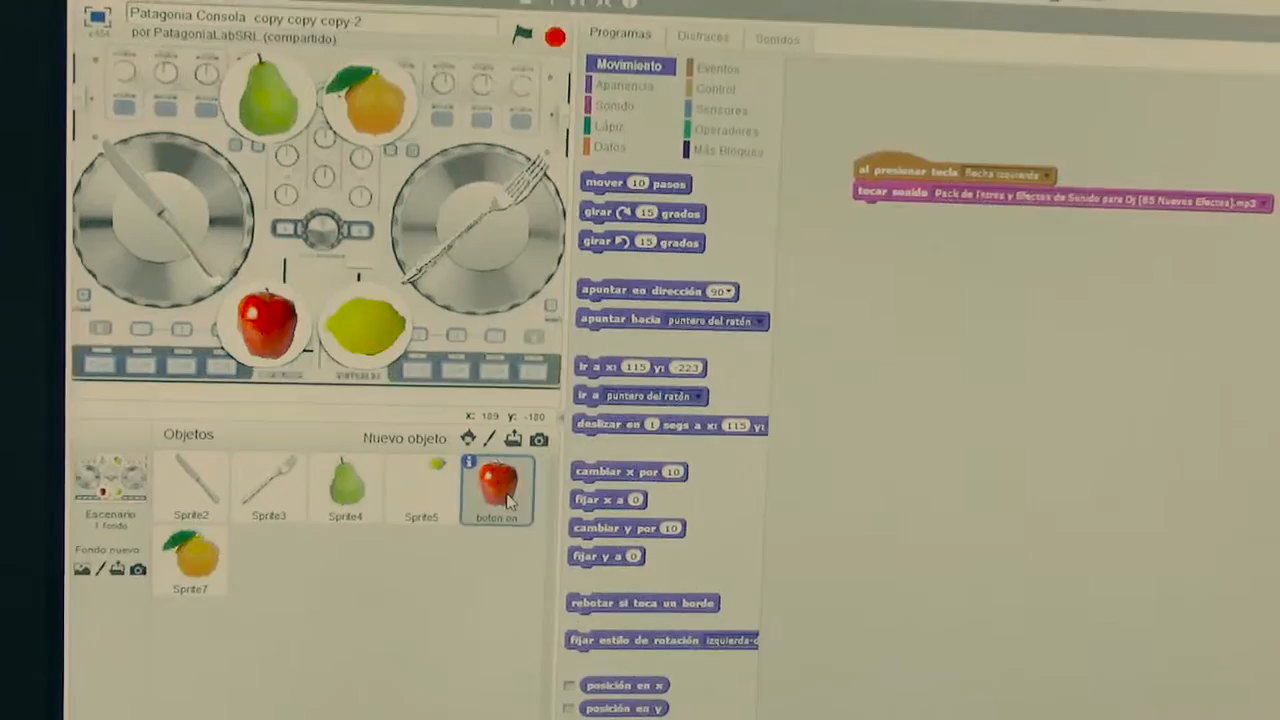 Patagonia Consola copy copy copy-2
por PatagoniaLabSRL (compartido)
Programas
Disfraces
Sonidos
Movimiento
Apariencia
Sonido
Lápiz
Datos
Eventos
Control
Sensores
Operadores
Más Bloques
mover 10 pasos
girar 15 grados
girar 15 grados
apuntar en dirección 90
apuntar hacia puntero del ratón
ir a x: 115 y: -223
ir a puntero del ratón
deslizar en 1 segs a x: 115 y:
cambiar x por 10
fijar x a 0
cambiar y por 10
fijar y a 0
rebotar si toca un borde
fijar estilo de rotación izquierda-d
posición en x
posición en y
al presionar tecla flecha izquierda
tocar sonido Pack de Intros y Efectos de Sonido para Dj [85 Nuevos Efectos].mp3
X: 189 Y: -180
Objetos
Nuevo objeto:
Escenario
1 fondo
Fondo nuevo
Sprite2
Sprite3
Sprite4
Sprite5
boton on
Sprite7